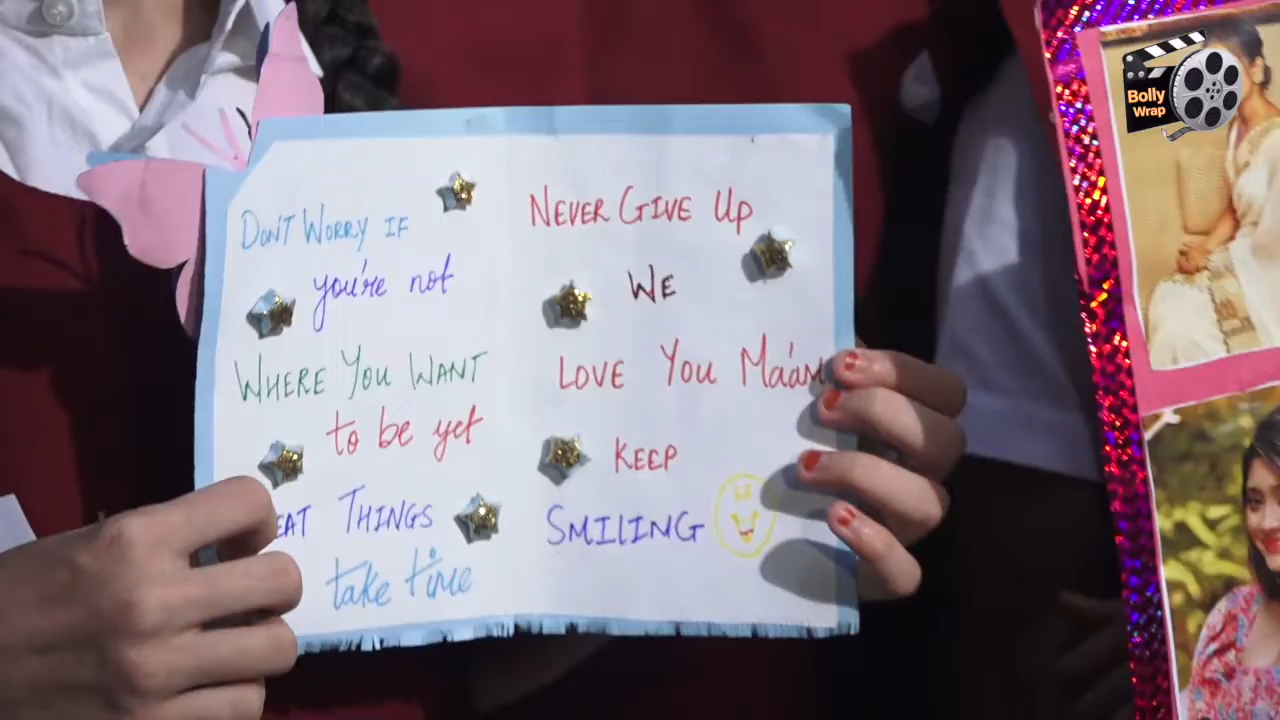 DON'T WORRY IF
you're not
WHERE YOU WANT
to be yet
EAT THINGS
take time
NEVER GIVE UP
WE
LOVE YOU Ma'am
KEEP
SMILING
Bolly
Wrap